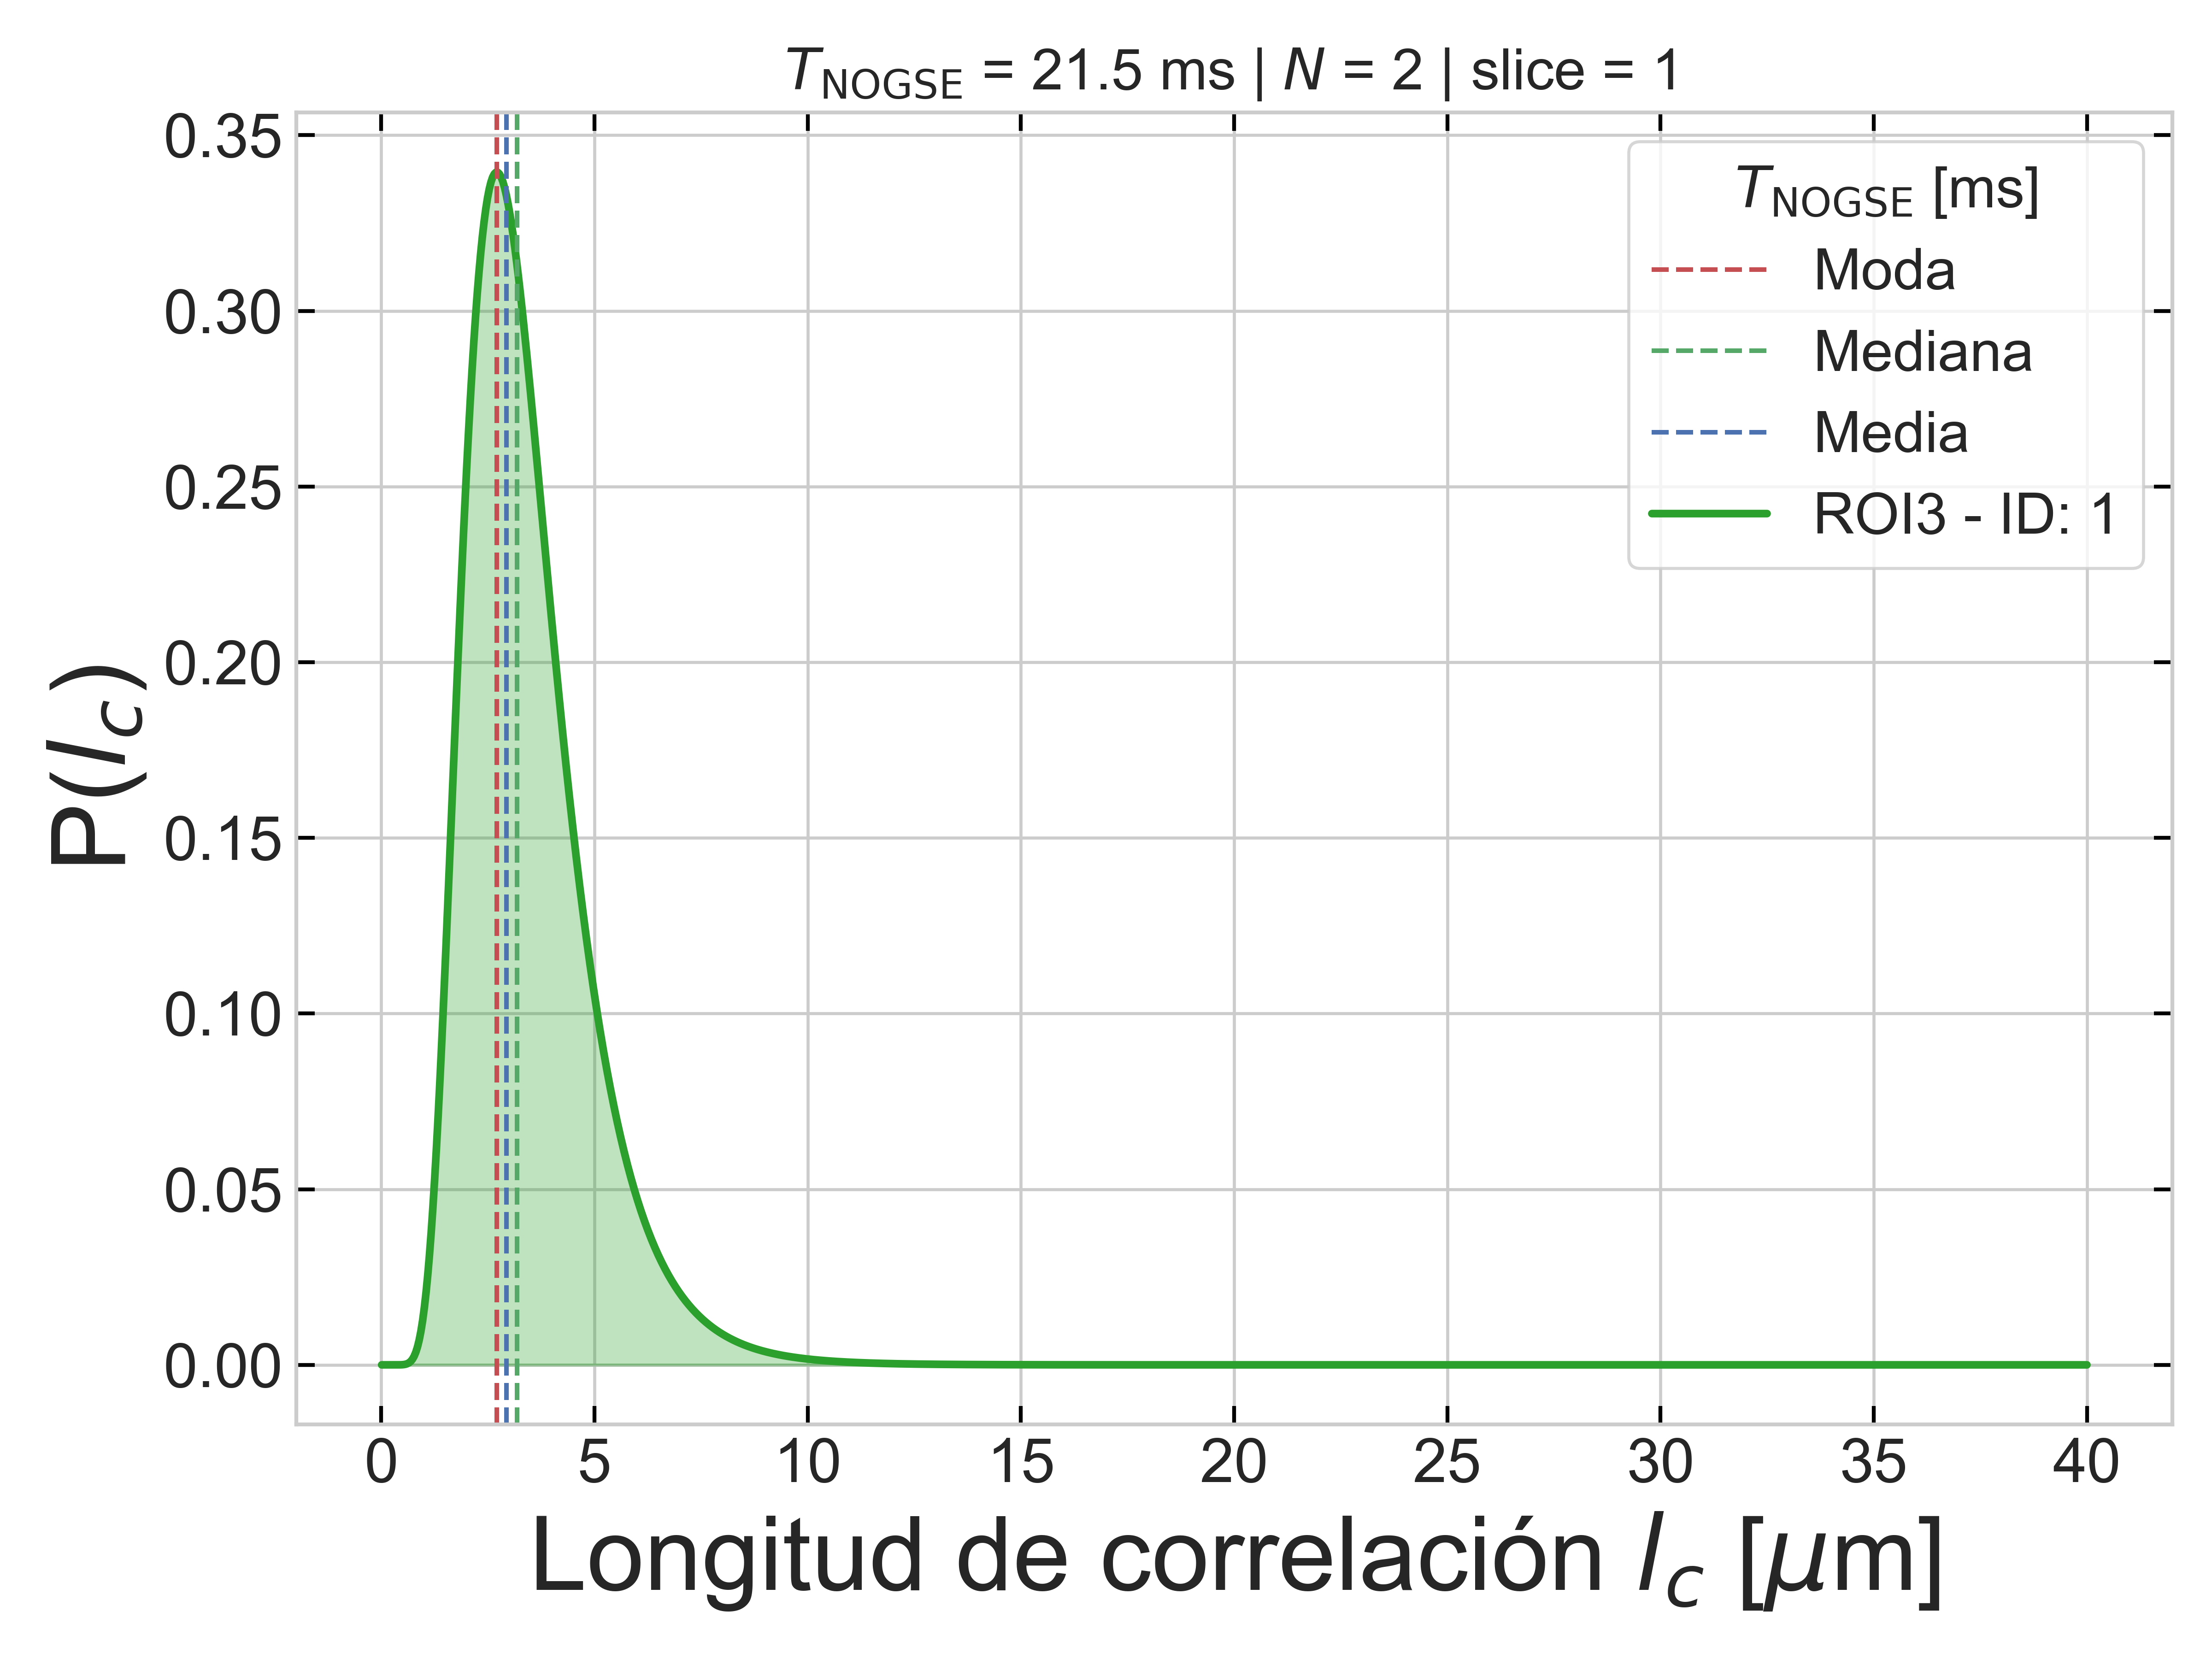 T_NOGSE = 21.5 ms | N = 2 | slice = 1
P(l_c)
0.35
0.30
0.25
0.20
0.15
0.10
0.05
0.00
T_NOGSE [ms]
Moda
Mediana
Media
ROI3 - ID: 1
0 5 10 15 20 25 30 35 40
Longitud de correlación l_c [μm]